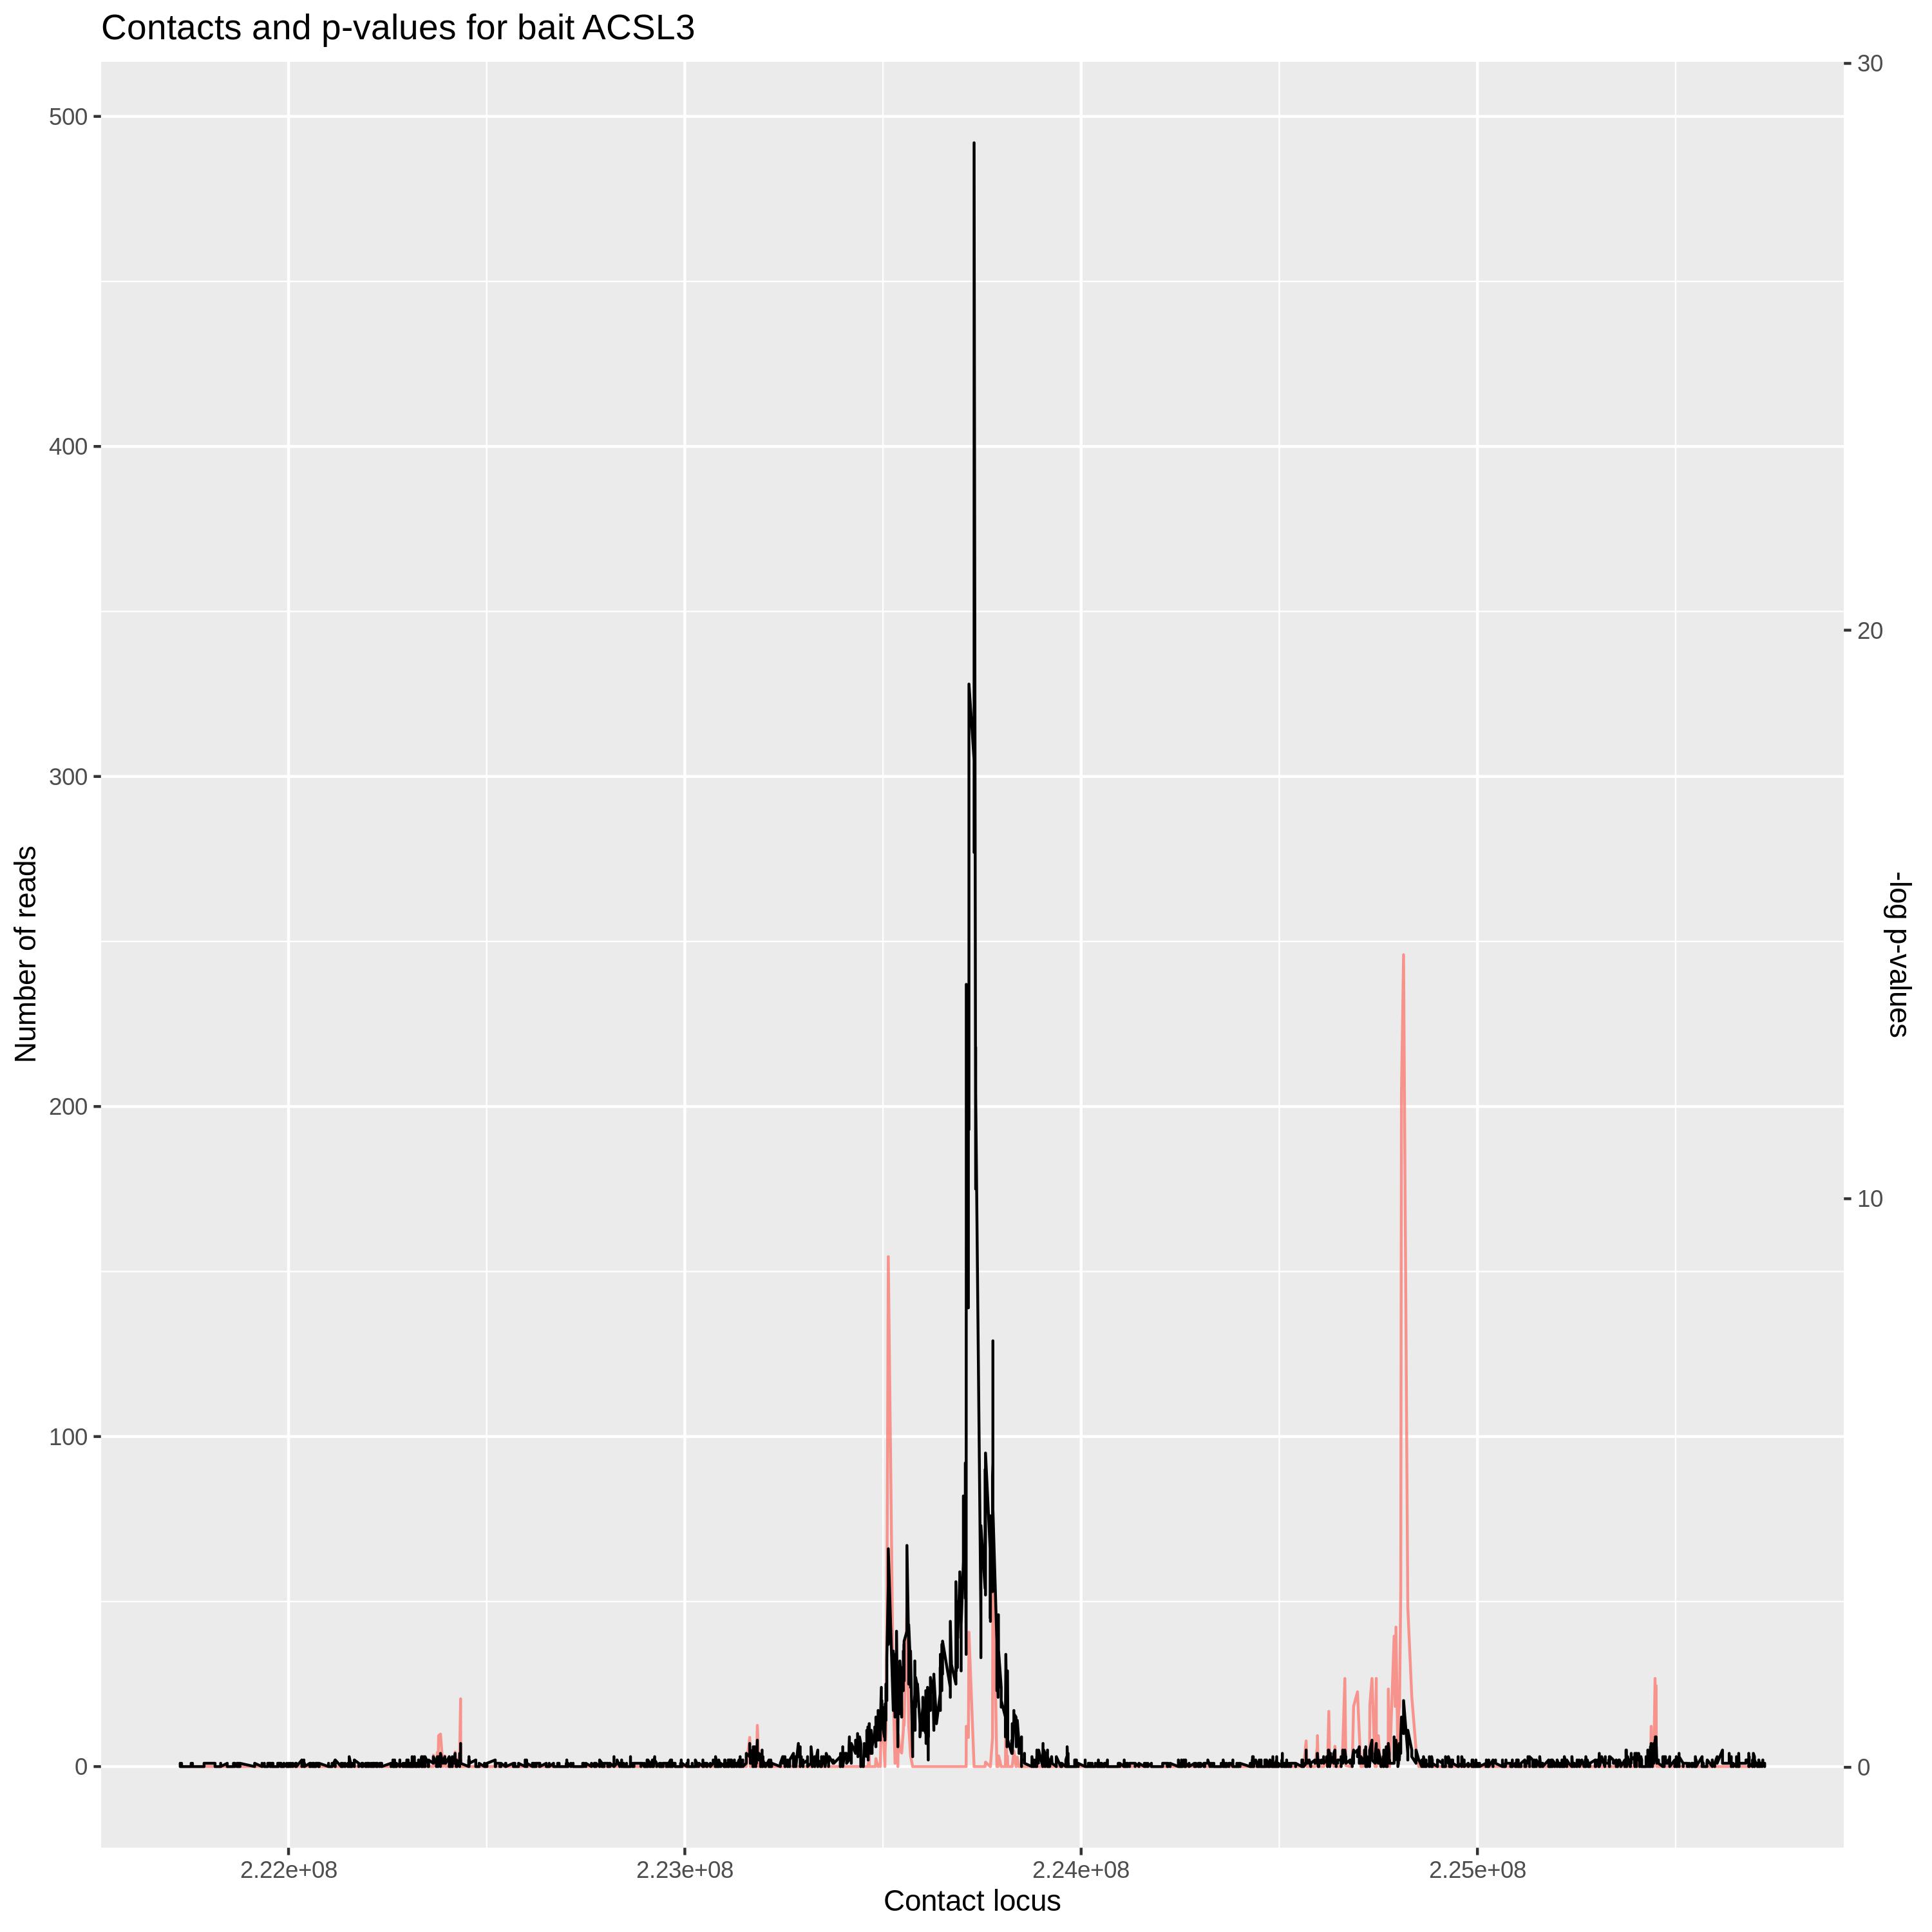 Contacts and p-values for bait ACSL3
500
400
300
200
100
0
Number of reads
30
20
10
0
-log p-values
2.22e+08
2.23e+08
2.24e+08
2.25e+08
Contact locus